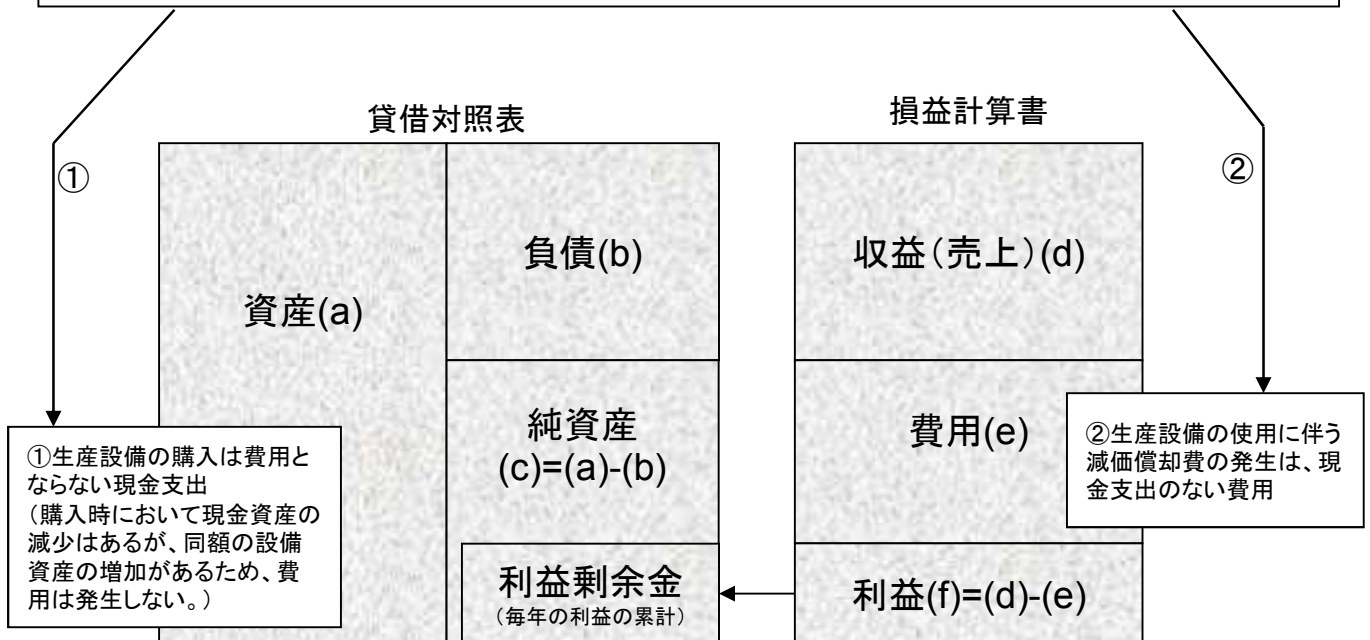 貸借対照表
損益計算書
①
②
資産(a)
負債(b)
純資産
(c)=(a)-(b)
利益剰余金
(毎年の利益の累計)
収益(売上)(d)
費用(e)
利益(f)=(d)-(e)
①生産設備の購入は費用と
ならない現金支出
(購入時において現金資産の
減少はあるが、同額の設備
資産の増加があるため、費
用は発生しない。)
②生産設備の使用に伴う
減価償却費の発生は、現
金支出のない費用